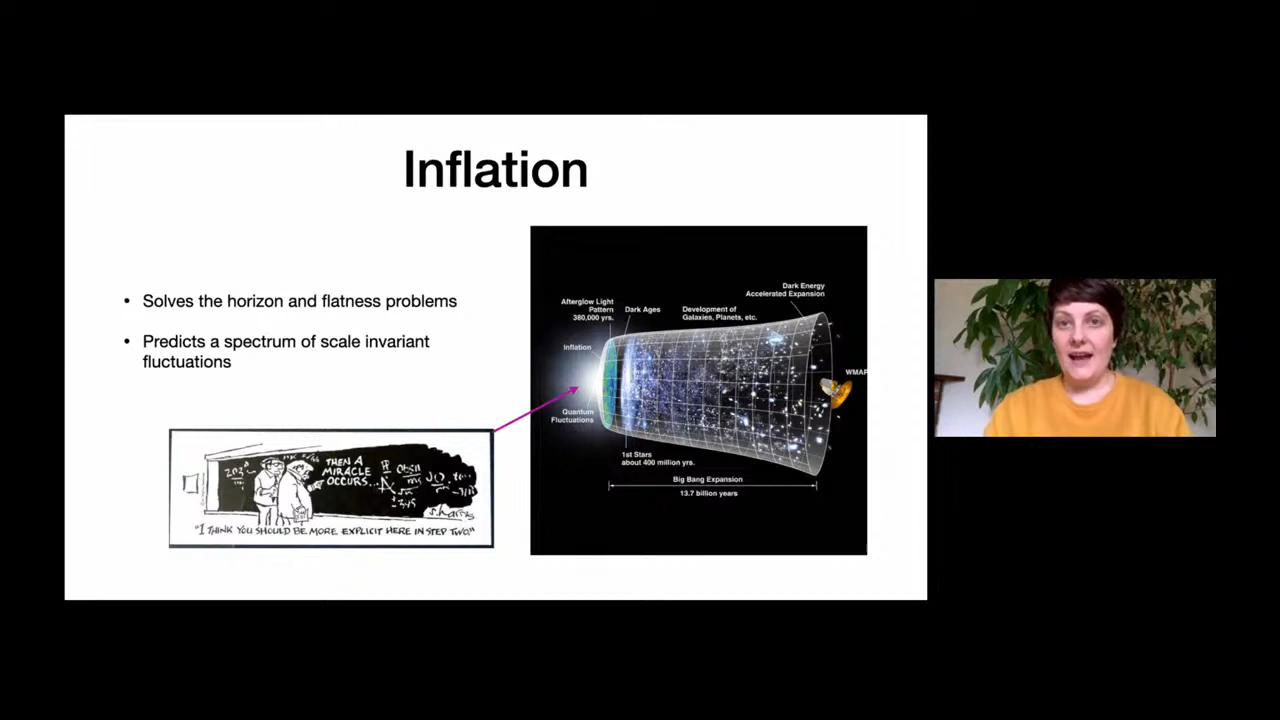 Inflation
• Solves the horizon and flatness problems
• Predicts a spectrum of scale invariant
fluctuations
THEN A
MIRACLE
OCCURS...
"I THINK YOU SHOULD BE MORE EXPLICIT HERE IN STEP TWO."
S.Harris
Dark Energy
Accelerated Expansion
Afterglow Light
Pattern
380,000 yrs.
Dark Ages
Development of
Galaxies, Planets, etc.
Inflation
WMAP
Quantum
Fluctuations
1st Stars
about 400 million yrs.
Big Bang Expansion
13.7 billion years